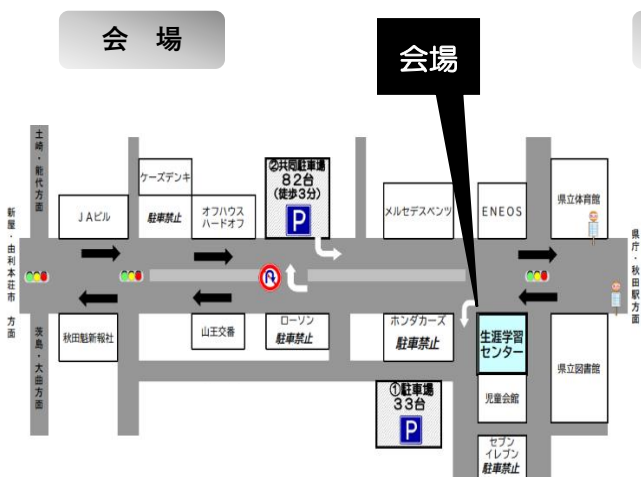 会 場
会場
土崎・能代方面
新屋・由利本荘市 方面
茨島・大曲方面
県庁・秋田駅方面
JAビル
ケーズデンキ
駐車禁止
オフハウス
ハードオフ
②共同駐車場
82台
(徒歩3分)
P
メルセデスベンツ
ENEOS
県立体育館
秋田魁新報社
山王交番
ローソン
駐車禁止
ホンダカーズ
駐車禁止
生涯学習
センター
県立図書館
児童会館
①駐車場
33台
P
セブン
イレブン
駐車禁止